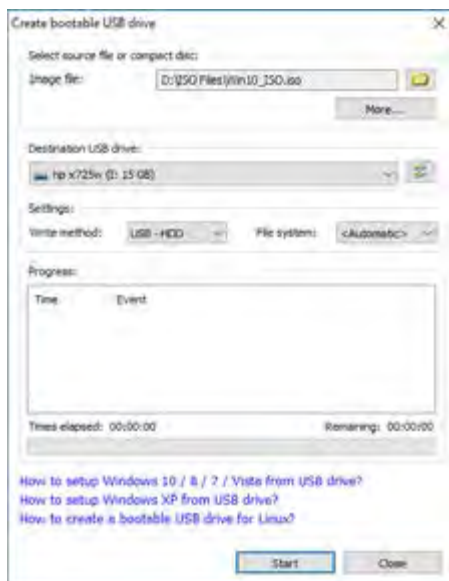 Create bootable USB drive
Select source file or compact disc:
Image file: D:\ISO Files\Win10_ISO.iso
More...
Destination USB drive:
hp x725w (I: 15 GB)
Settings:
Write method: USB - HDD File system: <Automatic>
Progress:
Time Event
Times elapsed: 00:00:00 Remaining: 00:00:00
How to setup Windows 10 / 8 / 7 / Vista from USB drive?
How to setup Windows XP from USB drive?
How to create a bootable USB drive for Linux?
Start Close